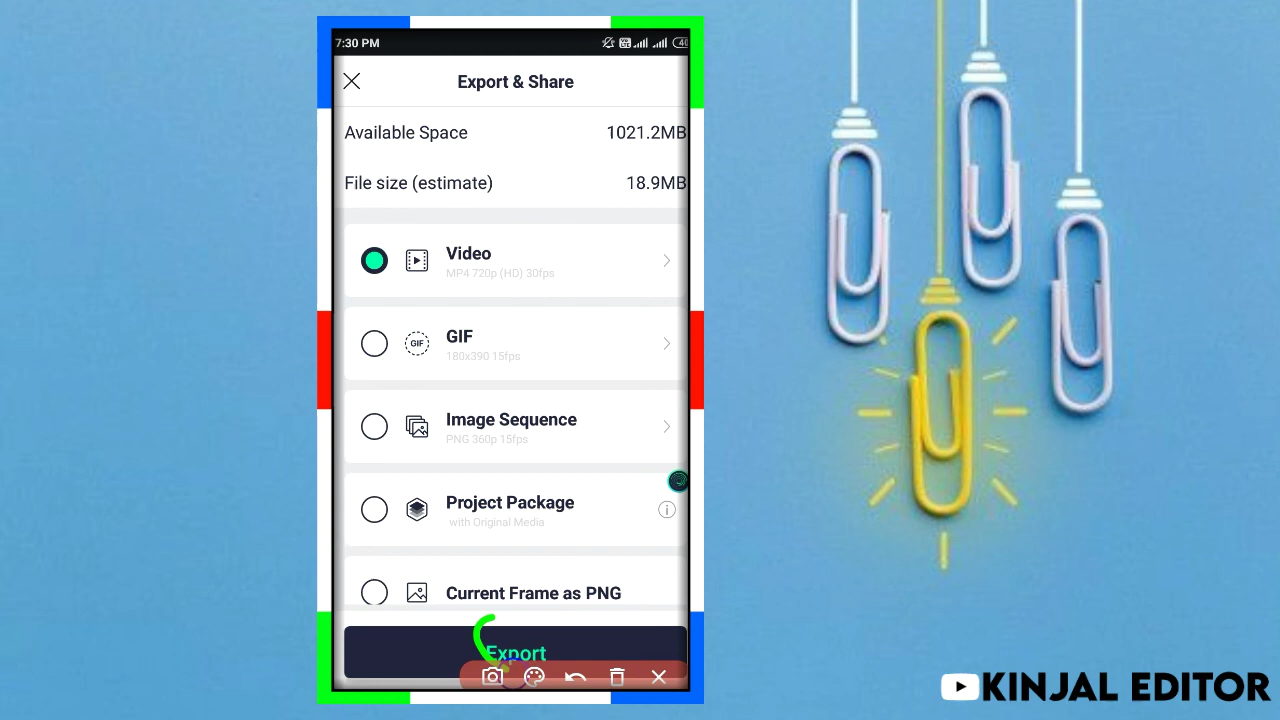 7:30 PM
Export & Share
Available Space 1021.2MB
File size (estimate) 18.9MB
Video
MP4 720p (HD) 30fps
GIF
GIF
180x390 15fps
Image Sequence
PNG 360p 15fps
Project Package
with Original Media
Current Frame as PNG
Export
KINJAL EDITOR